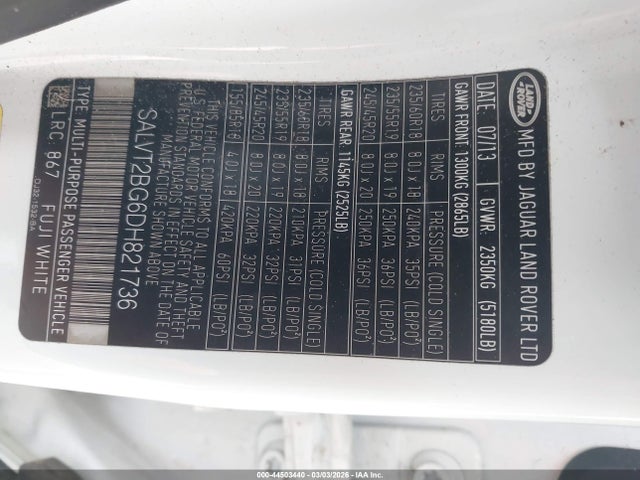 LAND
ROVER
MFD BY JAGUAR LAND ROVER LTD
DATE: 07/13 GVWR: 2350KG (5180LB)
GAWR FRONT: 1300KG (2865LB)
TIRES RIMS PRESSURE (COLD SINGLE)
235/60R18 8.0J x 18 240KPA 35PSI (LB/PO²)
235/55R19 8.0J x 19 250KPA 36PSI (LB/PO²)
245/45R20 8.0J x 20 250KPA 36PSI (LB/PO²)
GAWR REAR: 1145KG (2525LB)
TIRES RIMS PRESSURE (COLD SINGLE)
235/60R18 8.0J x 18 210KPA 31PSI (LB/PO²)
235/55R19 8.0J x 19 220KPA 32PSI (LB/PO²)
245/45R20 8.0J x 20 220KPA 32PSI (LB/PO²)
155/85R18 4.0J x 18 420KPA 60PSI (LB/PO²)
THIS VEHICLE CONFORMS TO ALL APPLICABLE
U S FEDERAL MOTOR VEHICLE SAFETY AND THEFT
PREVENTION STANDARDS IN EFFECT ON THE DATE OF
MANUFACTURE SHOWN ABOVE
SALVT2BG6DH821736
TYPE: MULTI-PURPOSE PASSENGER VEHICLE
LRC: 867 FUJI WHITE
000-44503440 - 03/03/2026 - IAAC